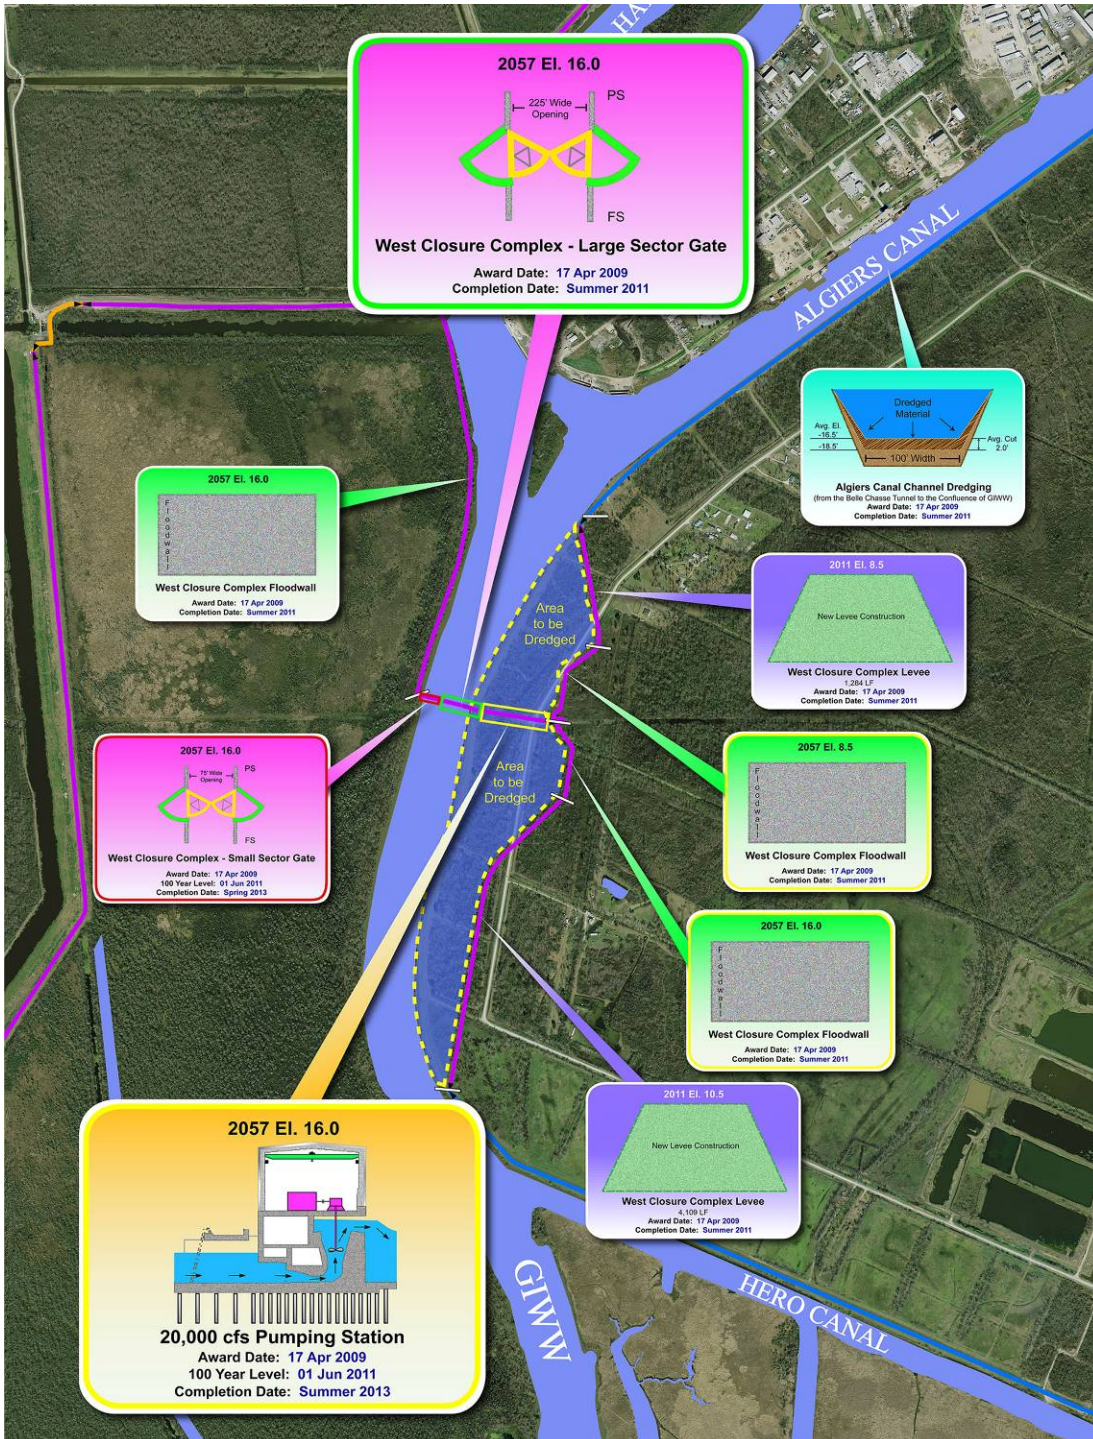 HA
2057 El. 16.0
225' Wide
Opening
PS
FS
West Closure Complex - Large Sector Gate
Award Date: 17 Apr 2009
Completion Date: Summer 2011
ALGIERS CANAL
Dredged
Material
Avg. El.
-16.5'
-18.5'
Avg. Cut
2.0'
100' Width
Algiers Canal Channel Dredging
(from the Belle Chasse Tunnel to the Confluence of GIWW)
Award Date: 17 Apr 2009
Completion Date: Summer 2011
2057 El. 16.0
Floodwall
West Closure Complex Floodwall
Award Date: 17 Apr 2009
Completion Date: Summer 2011
Area
to be
Dredged
2011 El. 8.5
New Levee Construction
West Closure Complex Levee
1,284 LF
Award Date: 17 Apr 2009
Completion Date: Summer 2011
2057 El. 16.0
75' Wide
Opening
PS
FS
West Closure Complex - Small Sector Gate
Award Date: 17 Apr 2009
100 Year Level: 01 Jun 2011
Completion Date: Spring 2013
Area
to be
Dredged
2057 El. 8.5
Floodwall
West Closure Complex Floodwall
Award Date: 17 Apr 2009
Completion Date: Summer 2011
2057 El. 16.0
Floodwall
West Closure Complex Floodwall
Award Date: 17 Apr 2009
Completion Date: Summer 2011
2011 El. 10.5
New Levee Construction
West Closure Complex Levee
4,109 LF
Award Date: 17 Apr 2009
Completion Date: Summer 2011
2057 El. 16.0
20,000 cfs Pumping Station
Award Date: 17 Apr 2009
100 Year Level: 01 Jun 2011
Completion Date: Summer 2013
GIWW
HERO CANAL